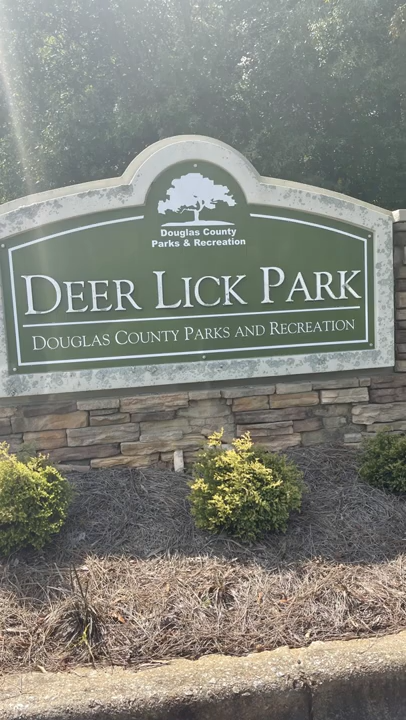 Douglas County
Parks & Recreation
DEER LICK PARK
DOUGLAS COUNTY PARKS AND RECREATION